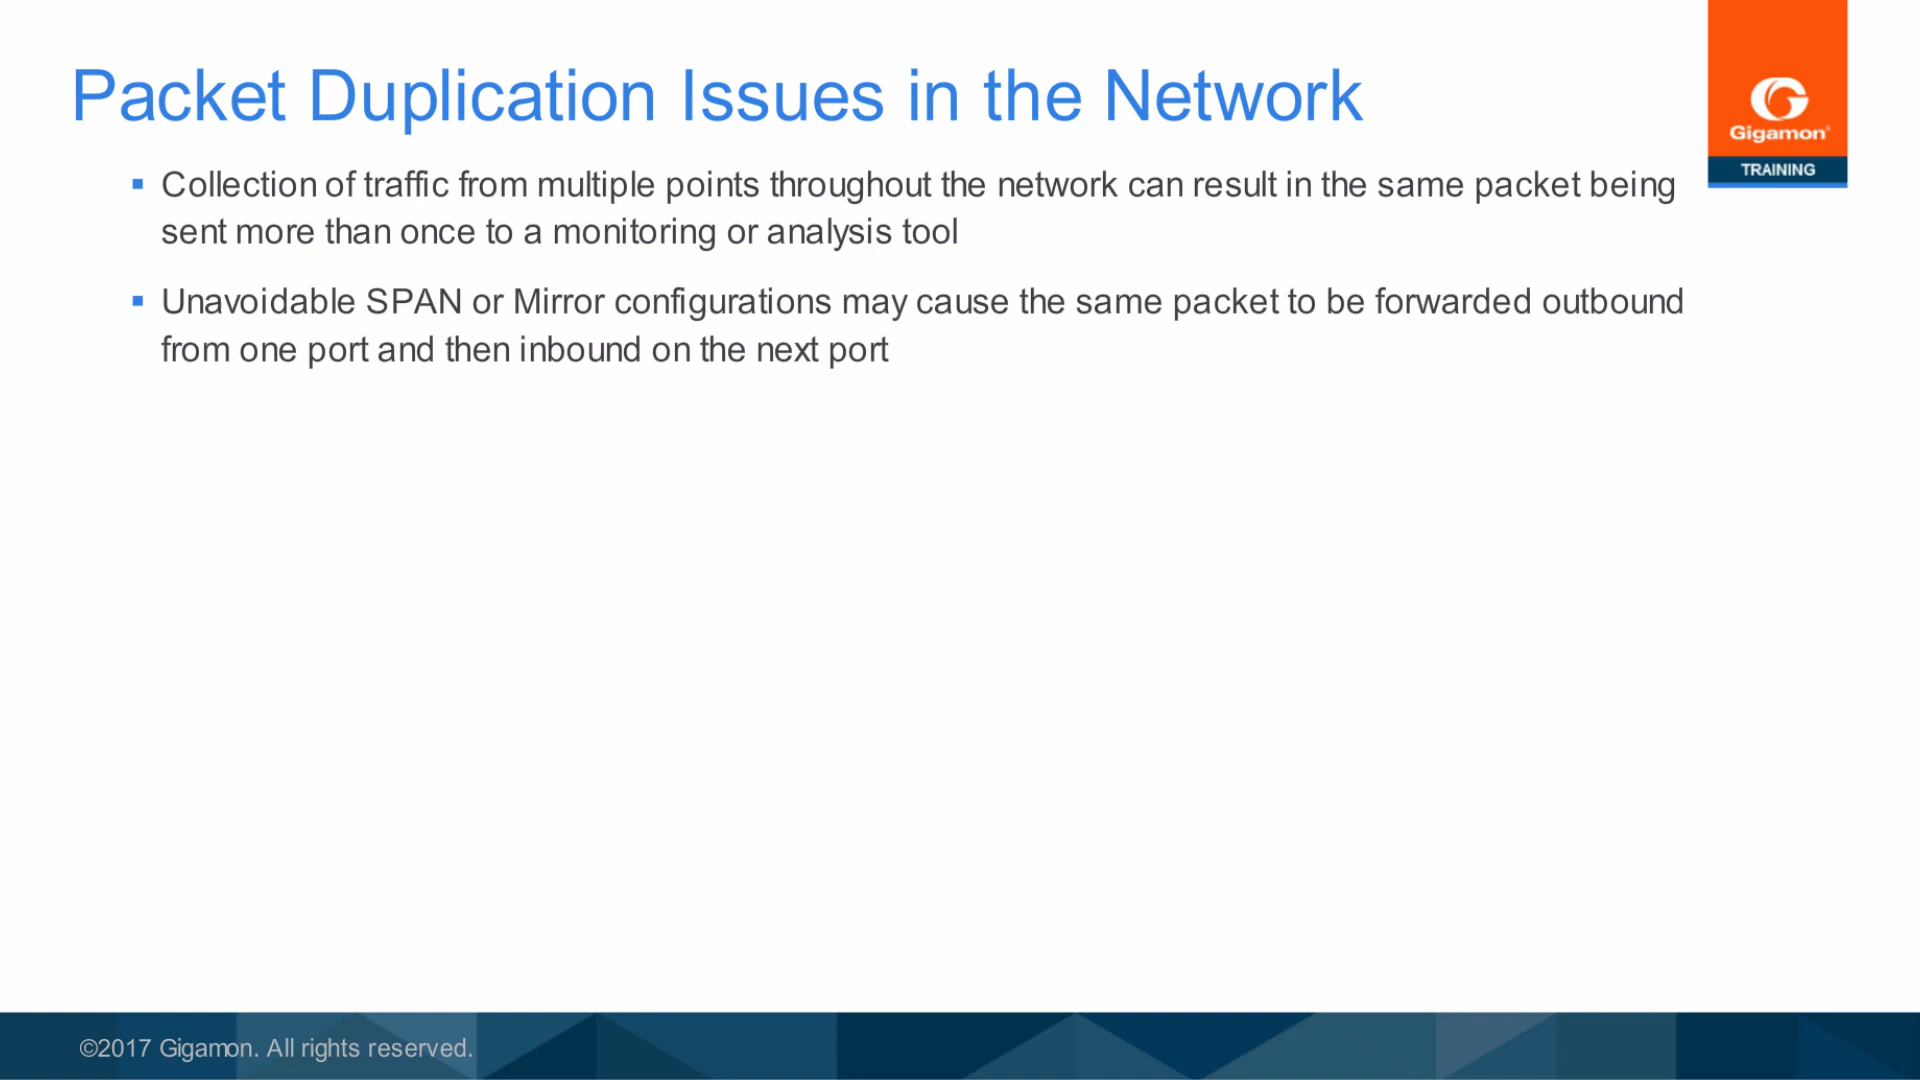 Packet Duplication Issues in the Network
Gigamon®
TRAINING
▪ Collection of traffic from multiple points throughout the network can result in the same packet being
sent more than once to a monitoring or analysis tool
▪ Unavoidable SPAN or Mirror configurations may cause the same packet to be forwarded outbound
from one port and then inbound on the next port
©2017 Gigamon. All rights reserved.